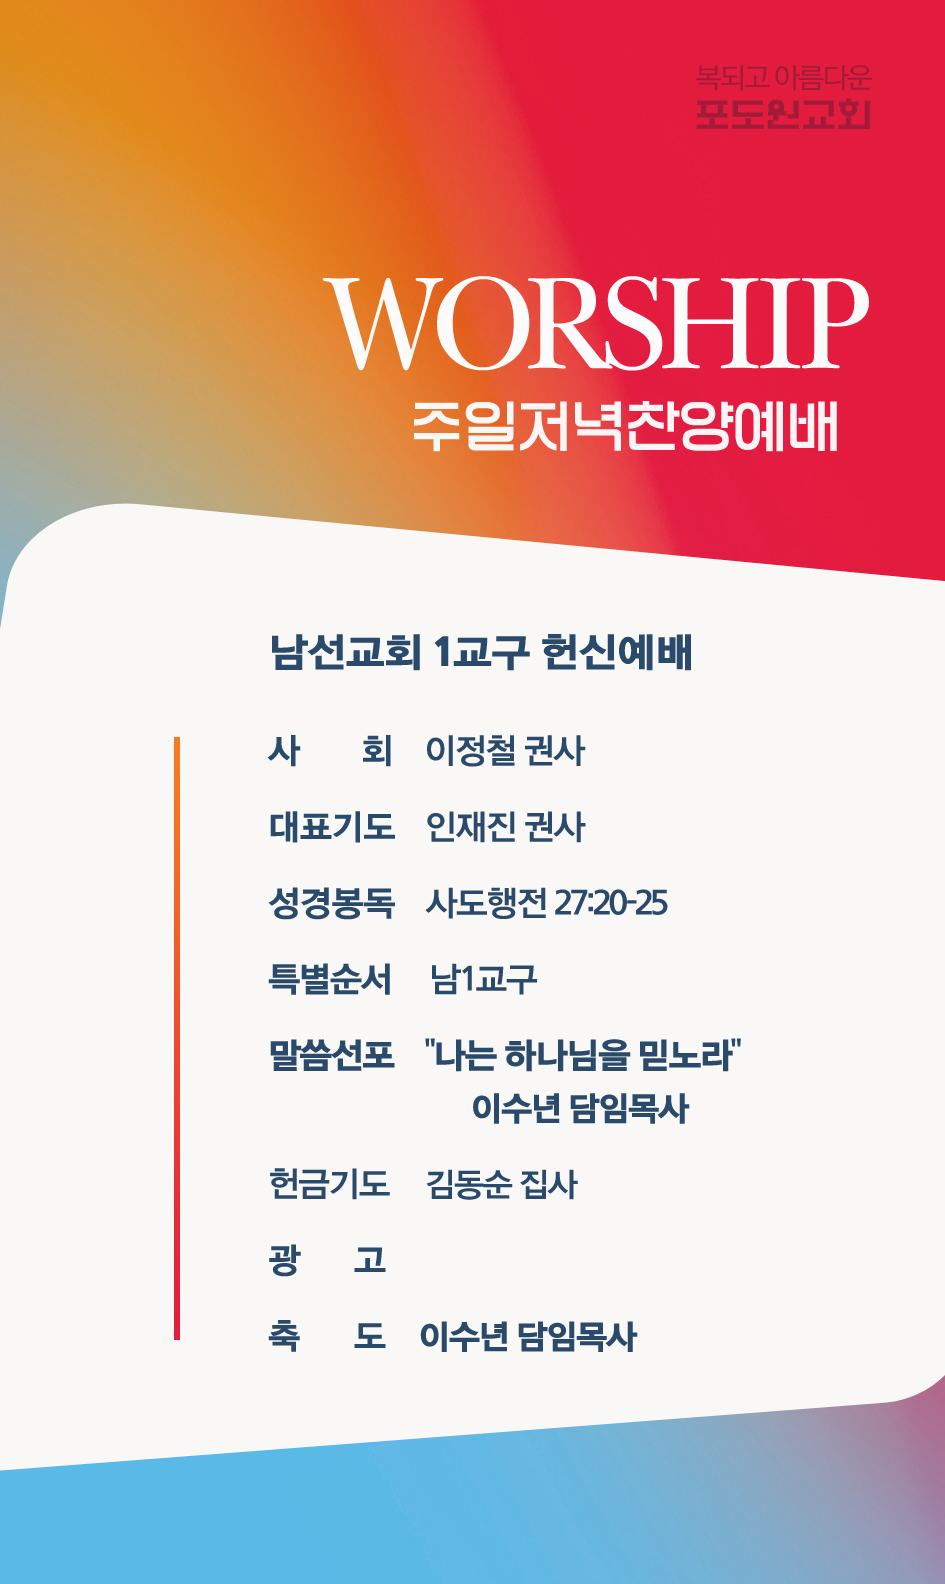 복되고 아름다운
포도원교회
WORSHIP
주일저녁찬양예배
남선교회 1교구 헌신예배
사 회 이정철 권사
대표기도 인재진 권사
성경봉독 사도행전 27:20-25
특별순서 남1교구
말씀선포 "나는 하나님을 믿노라"
이수년 담임목사
헌금기도 김동순 집사
광 고
축 도 이수년 담임목사